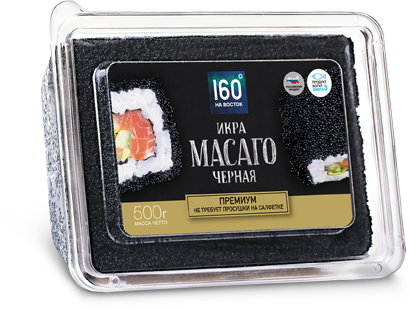 160°
НА ВОСТОК
ИКРА
МАСАГО
ЧЕРНАЯ
ПРЕМИУМ
НЕ ТРЕБУЕТ ПРОСУШКИ НА САЛФЕТКЕ
500г
МАССА НЕТТО